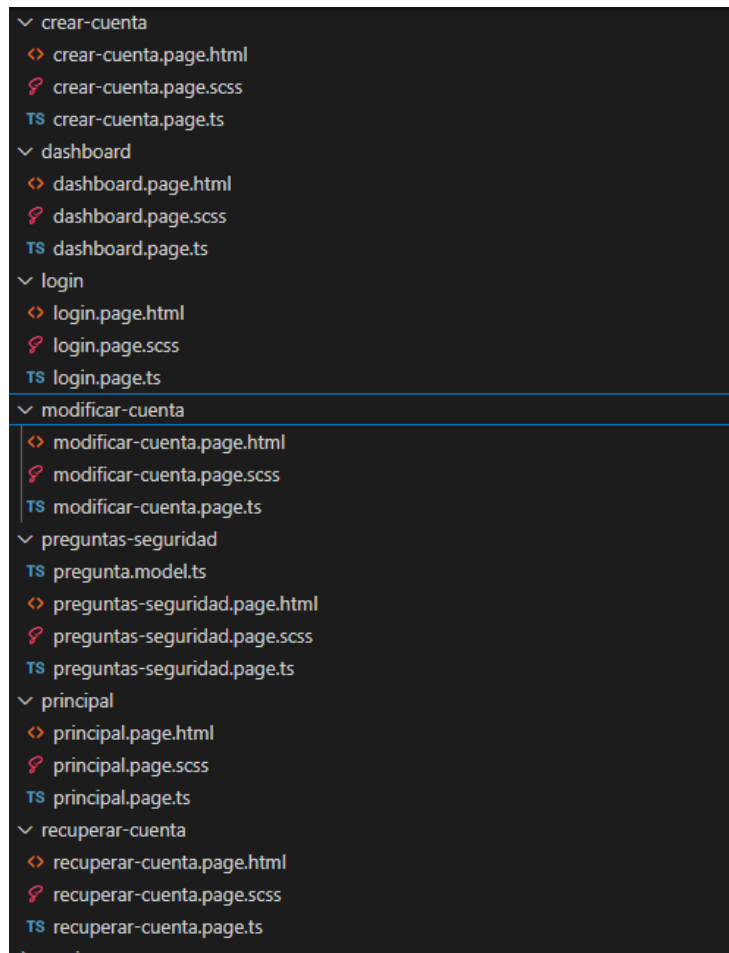 crear-cuenta
<> crear-cuenta.page.html
crear-cuenta.page.scss
TS crear-cuenta.page.ts
dashboard
<> dashboard.page.html
dashboard.page.scss
TS dashboard.page.ts
login
<> login.page.html
login.page.scss
TS login.page.ts
modificar-cuenta
<> modificar-cuenta.page.html
modificar-cuenta.page.scss
TS modificar-cuenta.page.ts
preguntas-seguridad
TS pregunta.model.ts
<> preguntas-seguridad.page.html
preguntas-seguridad.page.scss
TS preguntas-seguridad.page.ts
principal
<> principal.page.html
principal.page.scss
TS principal.page.ts
recuperar-cuenta
<> recuperar-cuenta.page.html
recuperar-cuenta.page.scss
TS recuperar-cuenta.page.ts